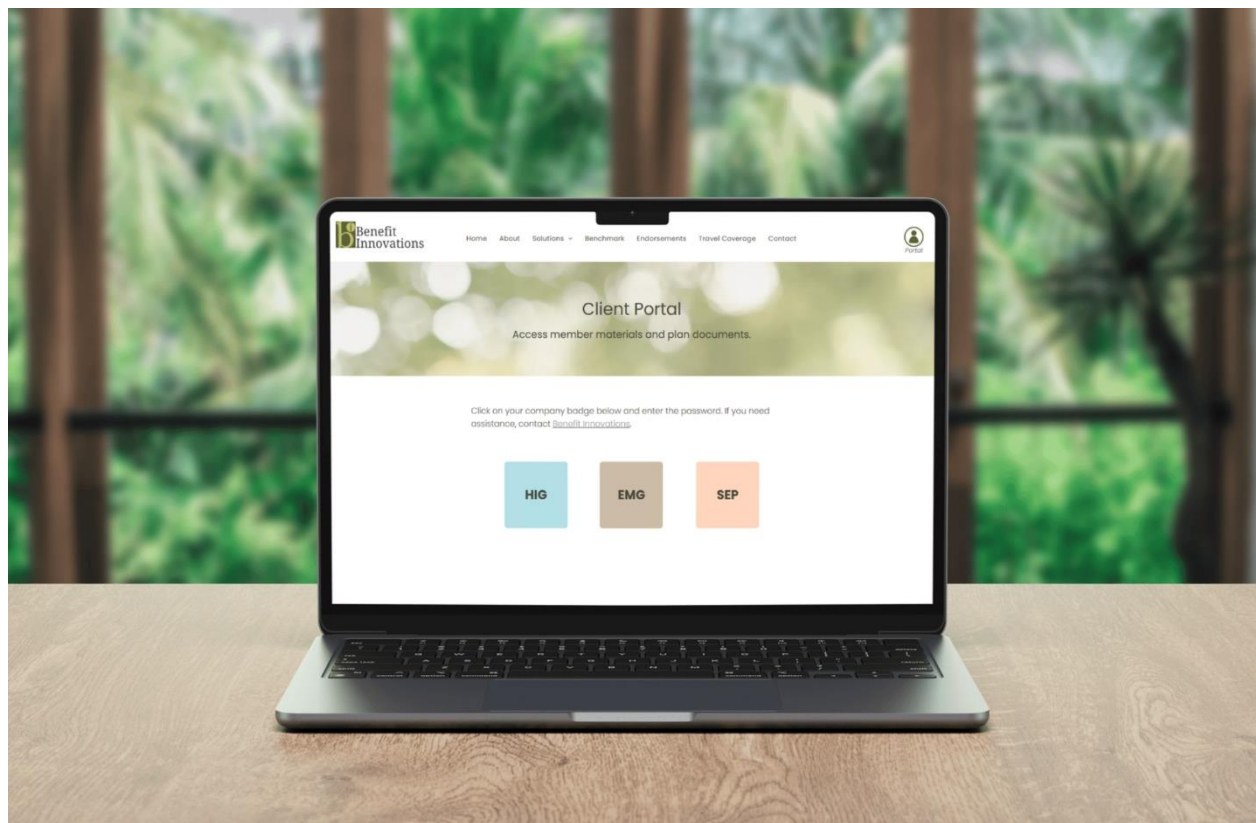 Benefit
Innovations
Home About Solutions Benchmark Endorsements Travel Coverage Contact
Portal
Client Portal
Access member materials and plan documents.
Click on your company badge below and enter the password. If you need
assistance, contact Benefit Innovations.
HIG EMG SEP